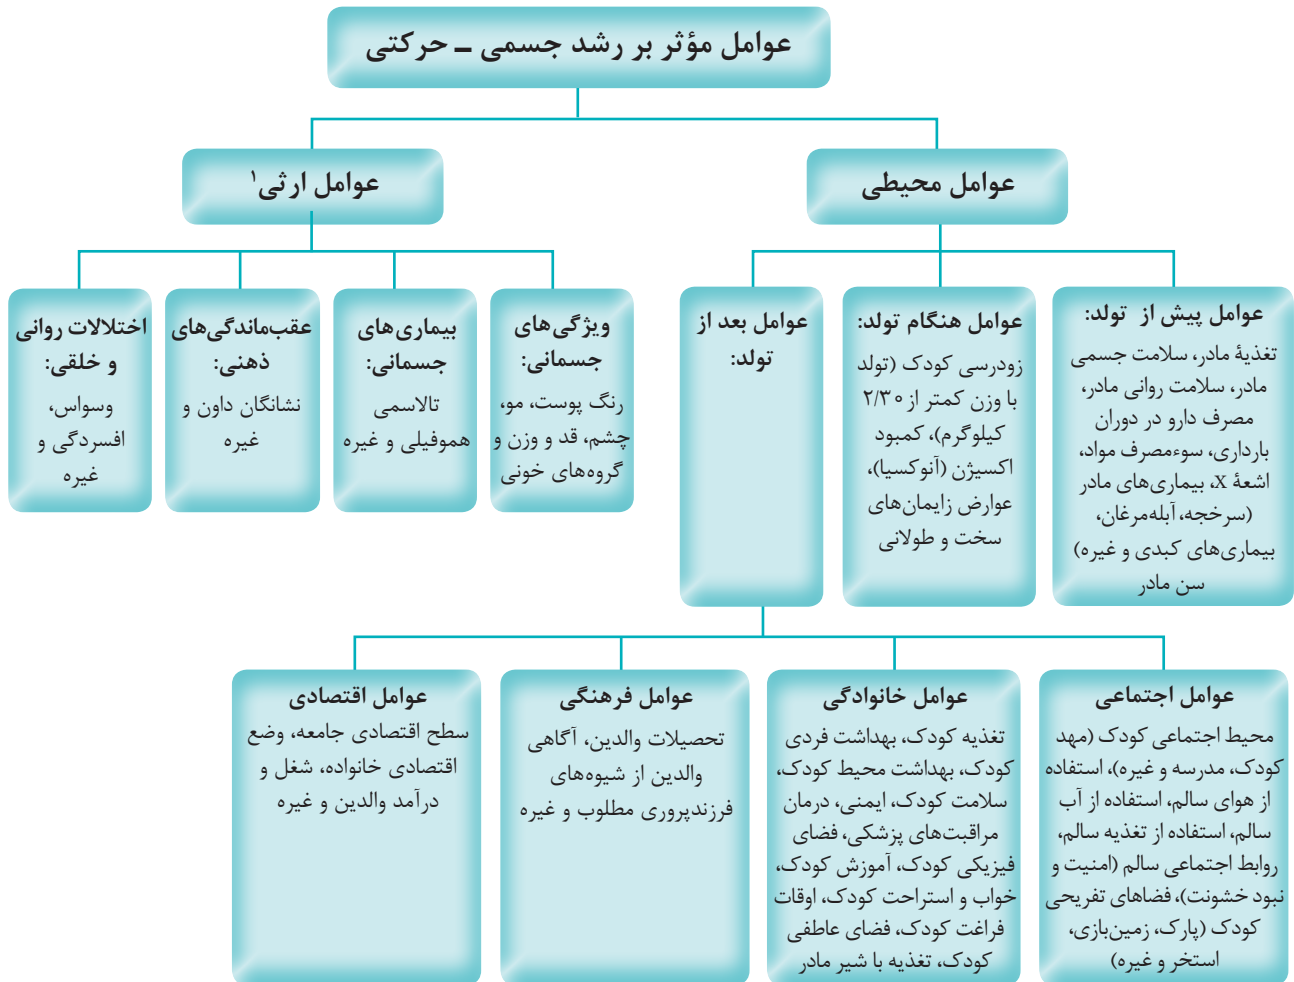 عوامل مؤثر بر رشد جسمی ــ حرکتی
عوامل محیطی
عوامل ارثی۱
عوامل پیش از تولد:
تغذیهٔ مادر، سلامت جسمی
مادر، سلامت روانی مادر،
مصرف دارو در دوران
بارداری، سوءمصرف مواد،
اشعهٔ X، بیماری‌های مادر
(سرخجه، آبله‌مرغان،
بیماری‌های کبدی و غیره)
سن مادر
عوامل هنگام تولد:
زودرسی کودک (تولد
با وزن کمتر از ۲/۳۰
کیلوگرم)، کمبود
اکسیژن (آنوکسیا)،
عوارض زایمان‌های
سخت و طولانی
عوامل بعد از
تولد:
ویژگی‌های
جسمانی:
رنگ پوست، مو،
چشم، قد و وزن و
گروه‌های خونی
بیماری‌های
جسمانی:
تالاسمی
هموفیلی و غیره
عقب‌ماندگی‌های
ذهنی:
نشانگان داون و
غیره
اختلالات روانی
و خلقی:
وسواس،
افسردگی و
غیره
عوامل اجتماعی
محیط اجتماعی کودک (مهد
کودک، مدرسه و غیره)، استفاده
از هوای سالم، استفاده از آب
سالم، استفاده از تغذیه سالم،
روابط اجتماعی سالم (امنیت و
نبود خشونت)، فضاهای تفریحی
کودک (پارک، زمین‌بازی،
استخر و غیره)
عوامل خانوادگی
تغذیه کودک، بهداشت فردی
کودک، بهداشت محیط کودک،
سلامت کودک، ایمنی، درمان
مراقبت‌های پزشکی، فضای
فیزیکی کودک، آموزش کودک،
خواب و استراحت کودک، اوقات
فراغت کودک، فضای عاطفی
کودک، تغذیه با شیر مادر
عوامل فرهنگی
تحصیلات والدین، آگاهی
والدین از شیوه‌های
فرزندپروری مطلوب و غیره
عوامل اقتصادی
سطح اقتصادی جامعه، وضع
اقتصادی خانواده، شغل و
درآمد والدین و غیره